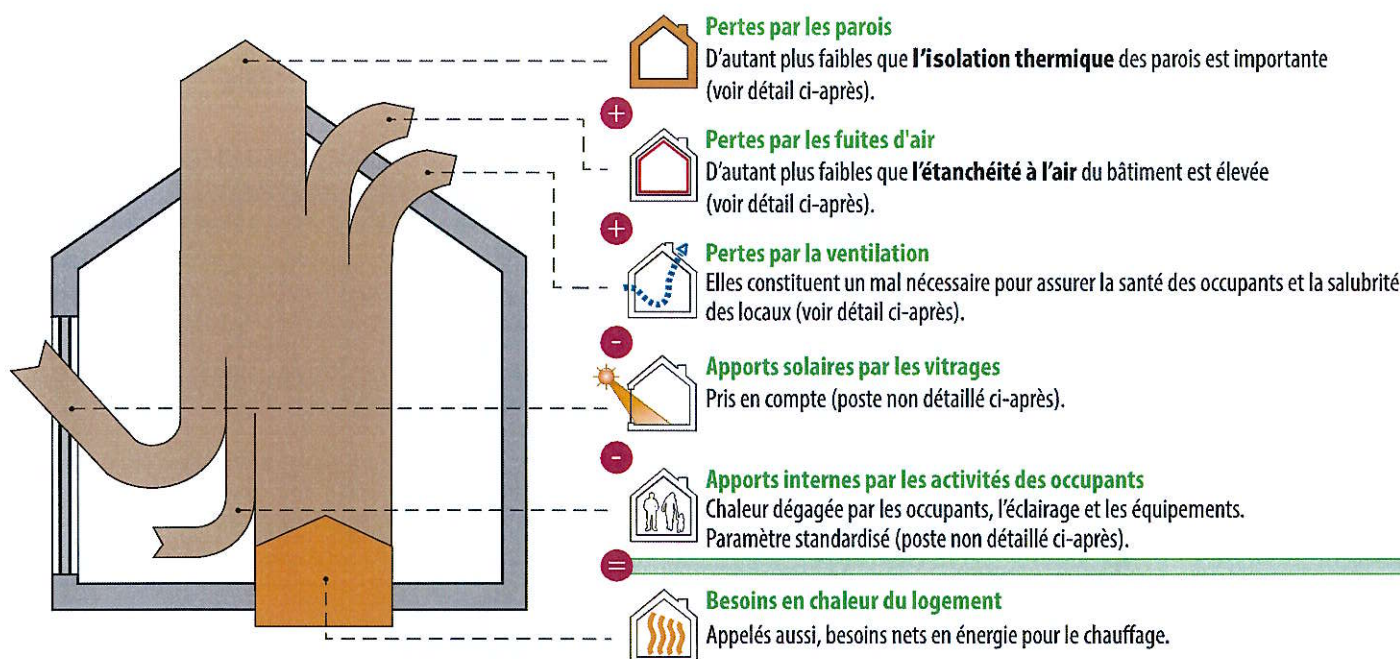 Pertes par les parois
D'autant plus faibles que l'isolation thermique des parois est importante
(voir détail ci-après).
+
Pertes par les fuites d'air
D'autant plus faibles que l'étanchéité à l'air du bâtiment est élevée
(voir détail ci-après).
+
Pertes par la ventilation
Elles constituent un mal nécessaire pour assurer la santé des occupants et la salubrité
des locaux (voir détail ci-après).
-
Apports solaires par les vitrages
Pris en compte (poste non détaillé ci-après).
-
Apports internes par les activités des occupants
Chaleur dégagée par les occupants, l'éclairage et les équipements.
Paramètre standardisé (poste non détaillé ci-après).
=
Besoins en chaleur du logement
Appelés aussi, besoins nets en énergie pour le chauffage.